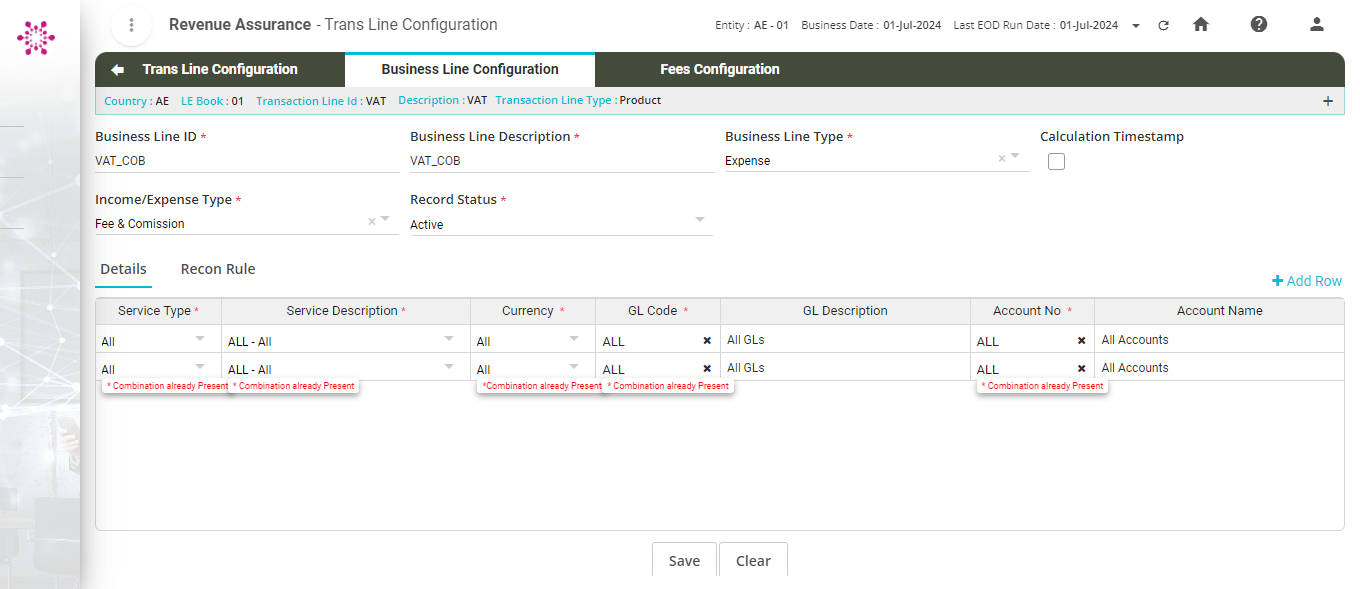 Revenue Assurance - Trans Line Configuration
Entity : AE - 01 Business Date : 01-Jul-2024 Last EOD Run Date : 01-Jul-2024
Trans Line Configuration Business Line Configuration Fees Configuration
Country : AE LE Book : 01 Transaction Line Id : VAT Description : VAT Transaction Line Type : Product
Business Line ID * Business Line Description * Business Line Type * Calculation Timestamp
VAT_COB VAT_COB Expense
Income/Expense Type * Record Status *
Fee & Comission Active
Details Recon Rule
Add Row
Service Type * Service Description * Currency * GL Code * GL Description Account No * Account Name
All ALL - All All ALL All GLs ALL All Accounts
All ALL - All All ALL All GLs ALL All Accounts
* Combination already Present * Combination already Present *Combination already Present * Combination already Present * Combination already Present
Save Clear